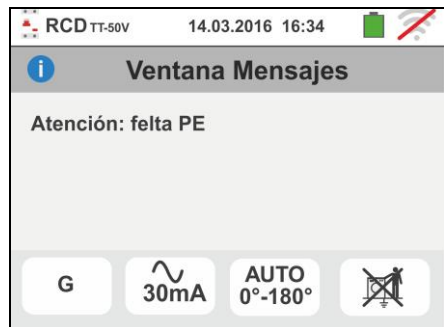 RCD TT-50V 14.03.2016 16:34
Ventana Mensajes
Atención: felta PE
G 30mA AUTO 0°-180°